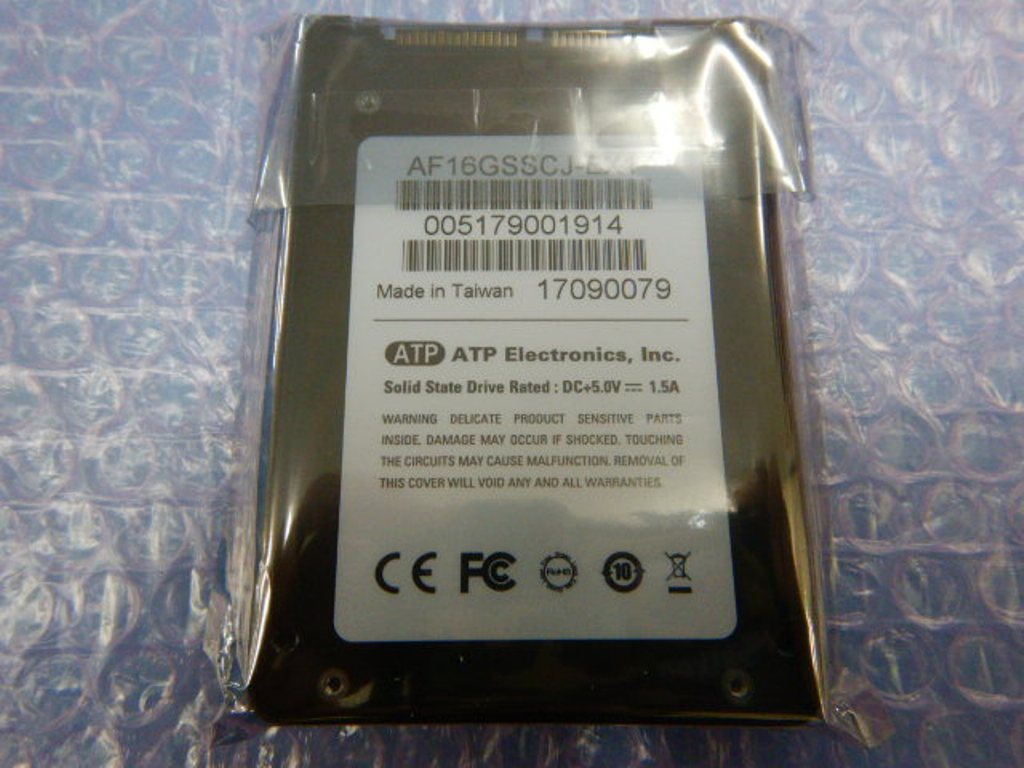 AF16GSSCJ-
005179001914
Made in Taiwan 17090079
ATP ATP Electronics, Inc.
Solid State Drive Rated : DC+5.0V ⎓ 1.5A
WARNING DELICATE PRODUCT SENSITIVE PARTS
INSIDE. DAMAGE MAY OCCUR IF SHOCKED. TOUCHING
THE CIRCUITS MAY CAUSE MALFUNCTION. REMOVAL OF
THIS COVER WILL VOID ANY AND ALL WARRANTIES.
CE FC RoHS 10